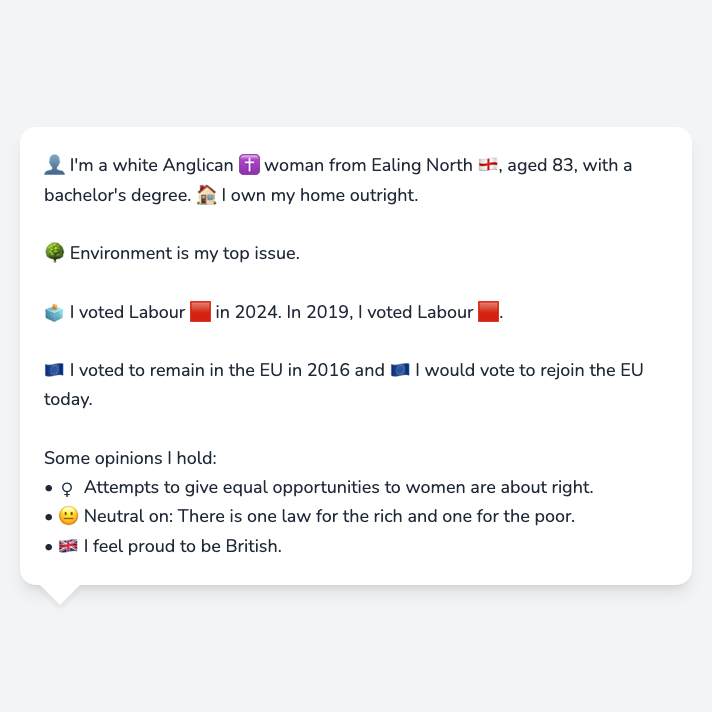 👤 I'm a white Anglican ✝️ woman from Ealing North 🏴󠁧󠁢󠁥󠁮󠁧󠁿, aged 83, with a
bachelor's degree. 🏠 I own my home outright.
🌳 Environment is my top issue.
🗳️ I voted Labour 🟥 in 2024. In 2019, I voted Labour 🟥.
🇪🇺 I voted to remain in the EU in 2016 and 🇪🇺 I would vote to rejoin the EU
today.
Some opinions I hold:
• ♀ Attempts to give equal opportunities to women are about right.
• 😐 Neutral on: There is one law for the rich and one for the poor.
• 🇬🇧 I feel proud to be British.